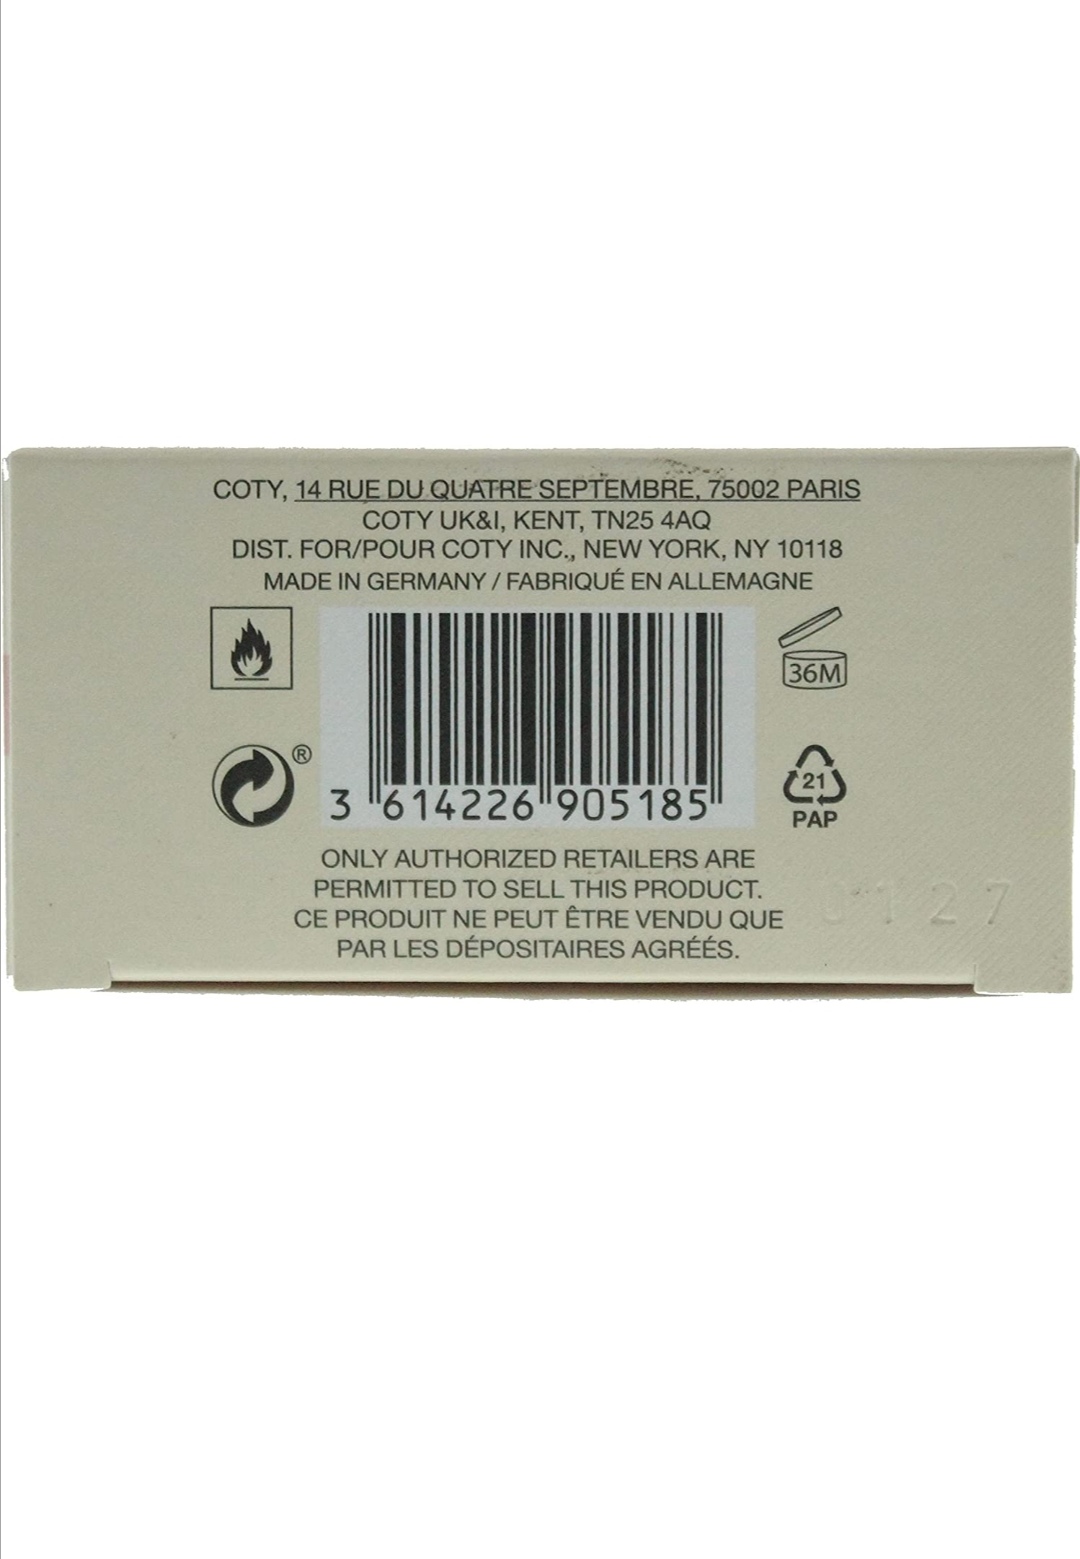 COTY, 14 RUE DU QUATRE SEPTEMBRE, 75002 PARIS
COTY UK&I, KENT, TN25 4AQ
DIST. FOR/POUR COTY INC., NEW YORK, NY 10118
MADE IN GERMANY / FABRIQUÉ EN ALLEMAGNE
36M
®
3 614226 905185
21
PAP
ONLY AUTHORIZED RETAILERS ARE
PERMITTED TO SELL THIS PRODUCT.
CE PRODUIT NE PEUT ÊTRE VENDU QUE
PAR LES DÉPOSITAIRES AGRÉÉS.